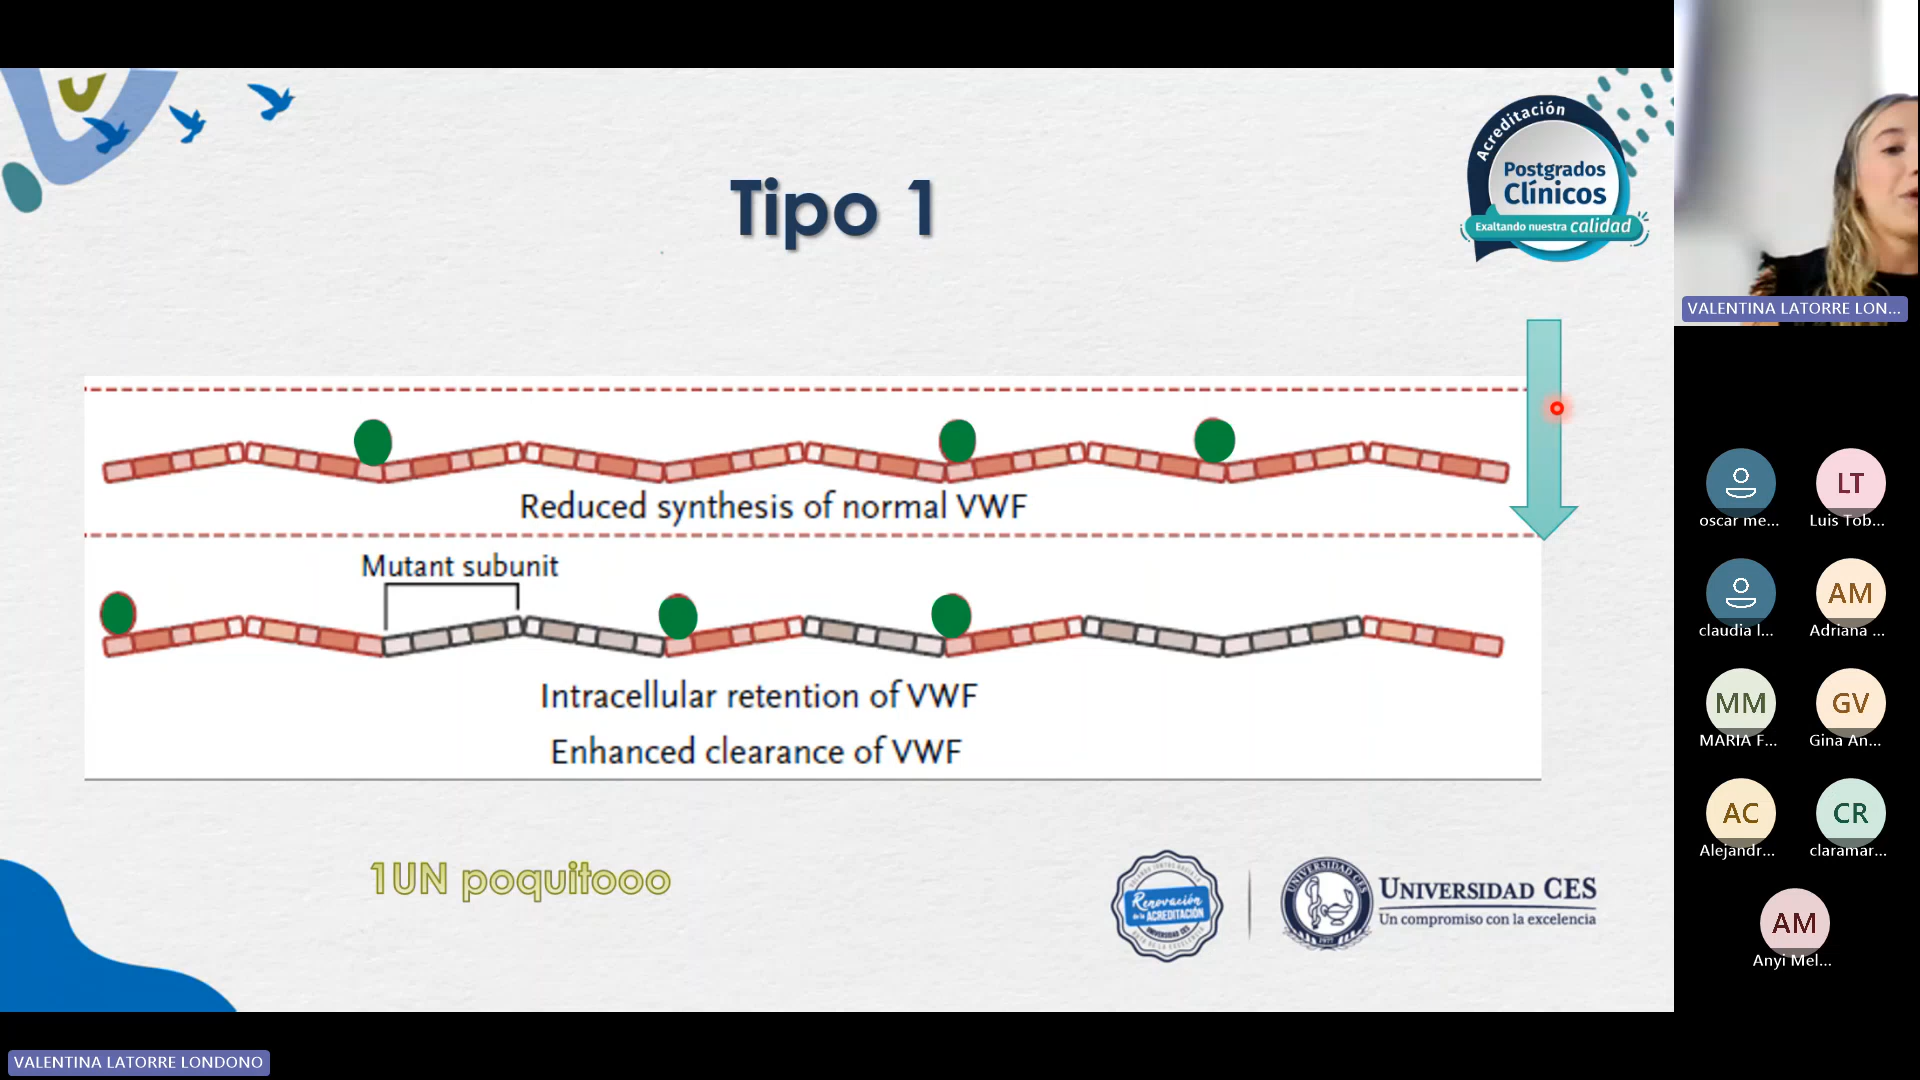 Acreditación
Postgrados
Clínicos
Exaltando nuestra calidad
Tipo 1
VALENTINA LATORRE LON...
Reduced synthesis of normal VWF
Mutant subunit
Intracellular retention of VWF
Enhanced clearance of VWF
1UN poquitooo
Renovación
de la ACREDITACIÓN
UNIVERSIDAD CES
UNIVERSIDAD CES
Un compromiso con la excelencia
oscar me...
LT
Luis Tob...
claudia l...
AM
Adriana ...
MM
MARIA F...
GV
Gina An...
AC
Alejandr...
CR
claramar...
AM
Anyi Mel...
VALENTINA LATORRE LONDONO